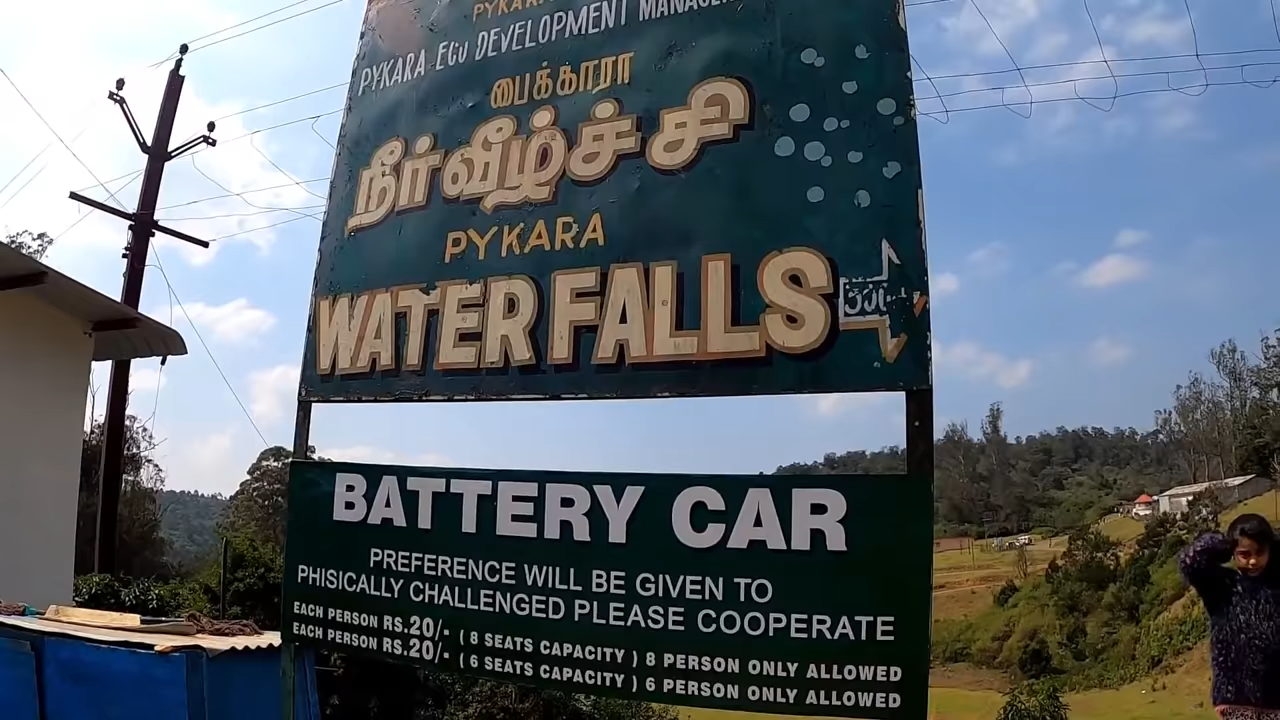 PYKARA
PYKARA ECO DEVELOPMENT
பைக்காரா
நீர்வீழ்ச்சி
PYKARA
WATER FALLS
BATTERY CAR
PREFERENCE WILL BE GIVEN TO
PHISICALLY CHALLENGED PLEASE COOPERATE
EACH PERSON RS.20/- ( 8 SEATS CAPACITY ) 8 PERSON ONLY ALLOWED
EACH PERSON RS.20/- ( 6 SEATS CAPACITY ) 6 PERSON ONLY ALLOWED